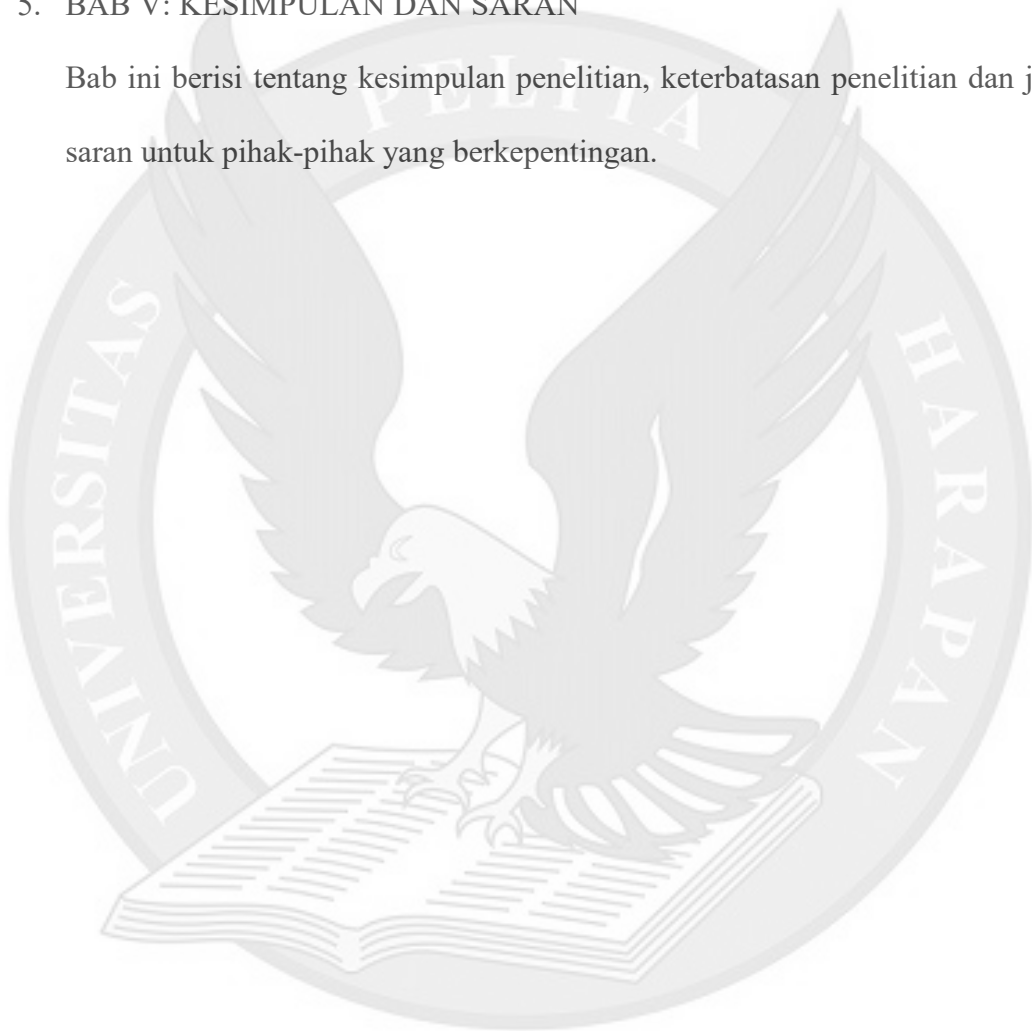 5. BAB V: KESIMPULAN DAN SARAN
Bab ini berisi tentang kesimpulan penelitian, keterbatasan penelitian dan
saran untuk pihak-pihak yang berkepentingan.
UNIVERSITAS PELITA HARAPAN